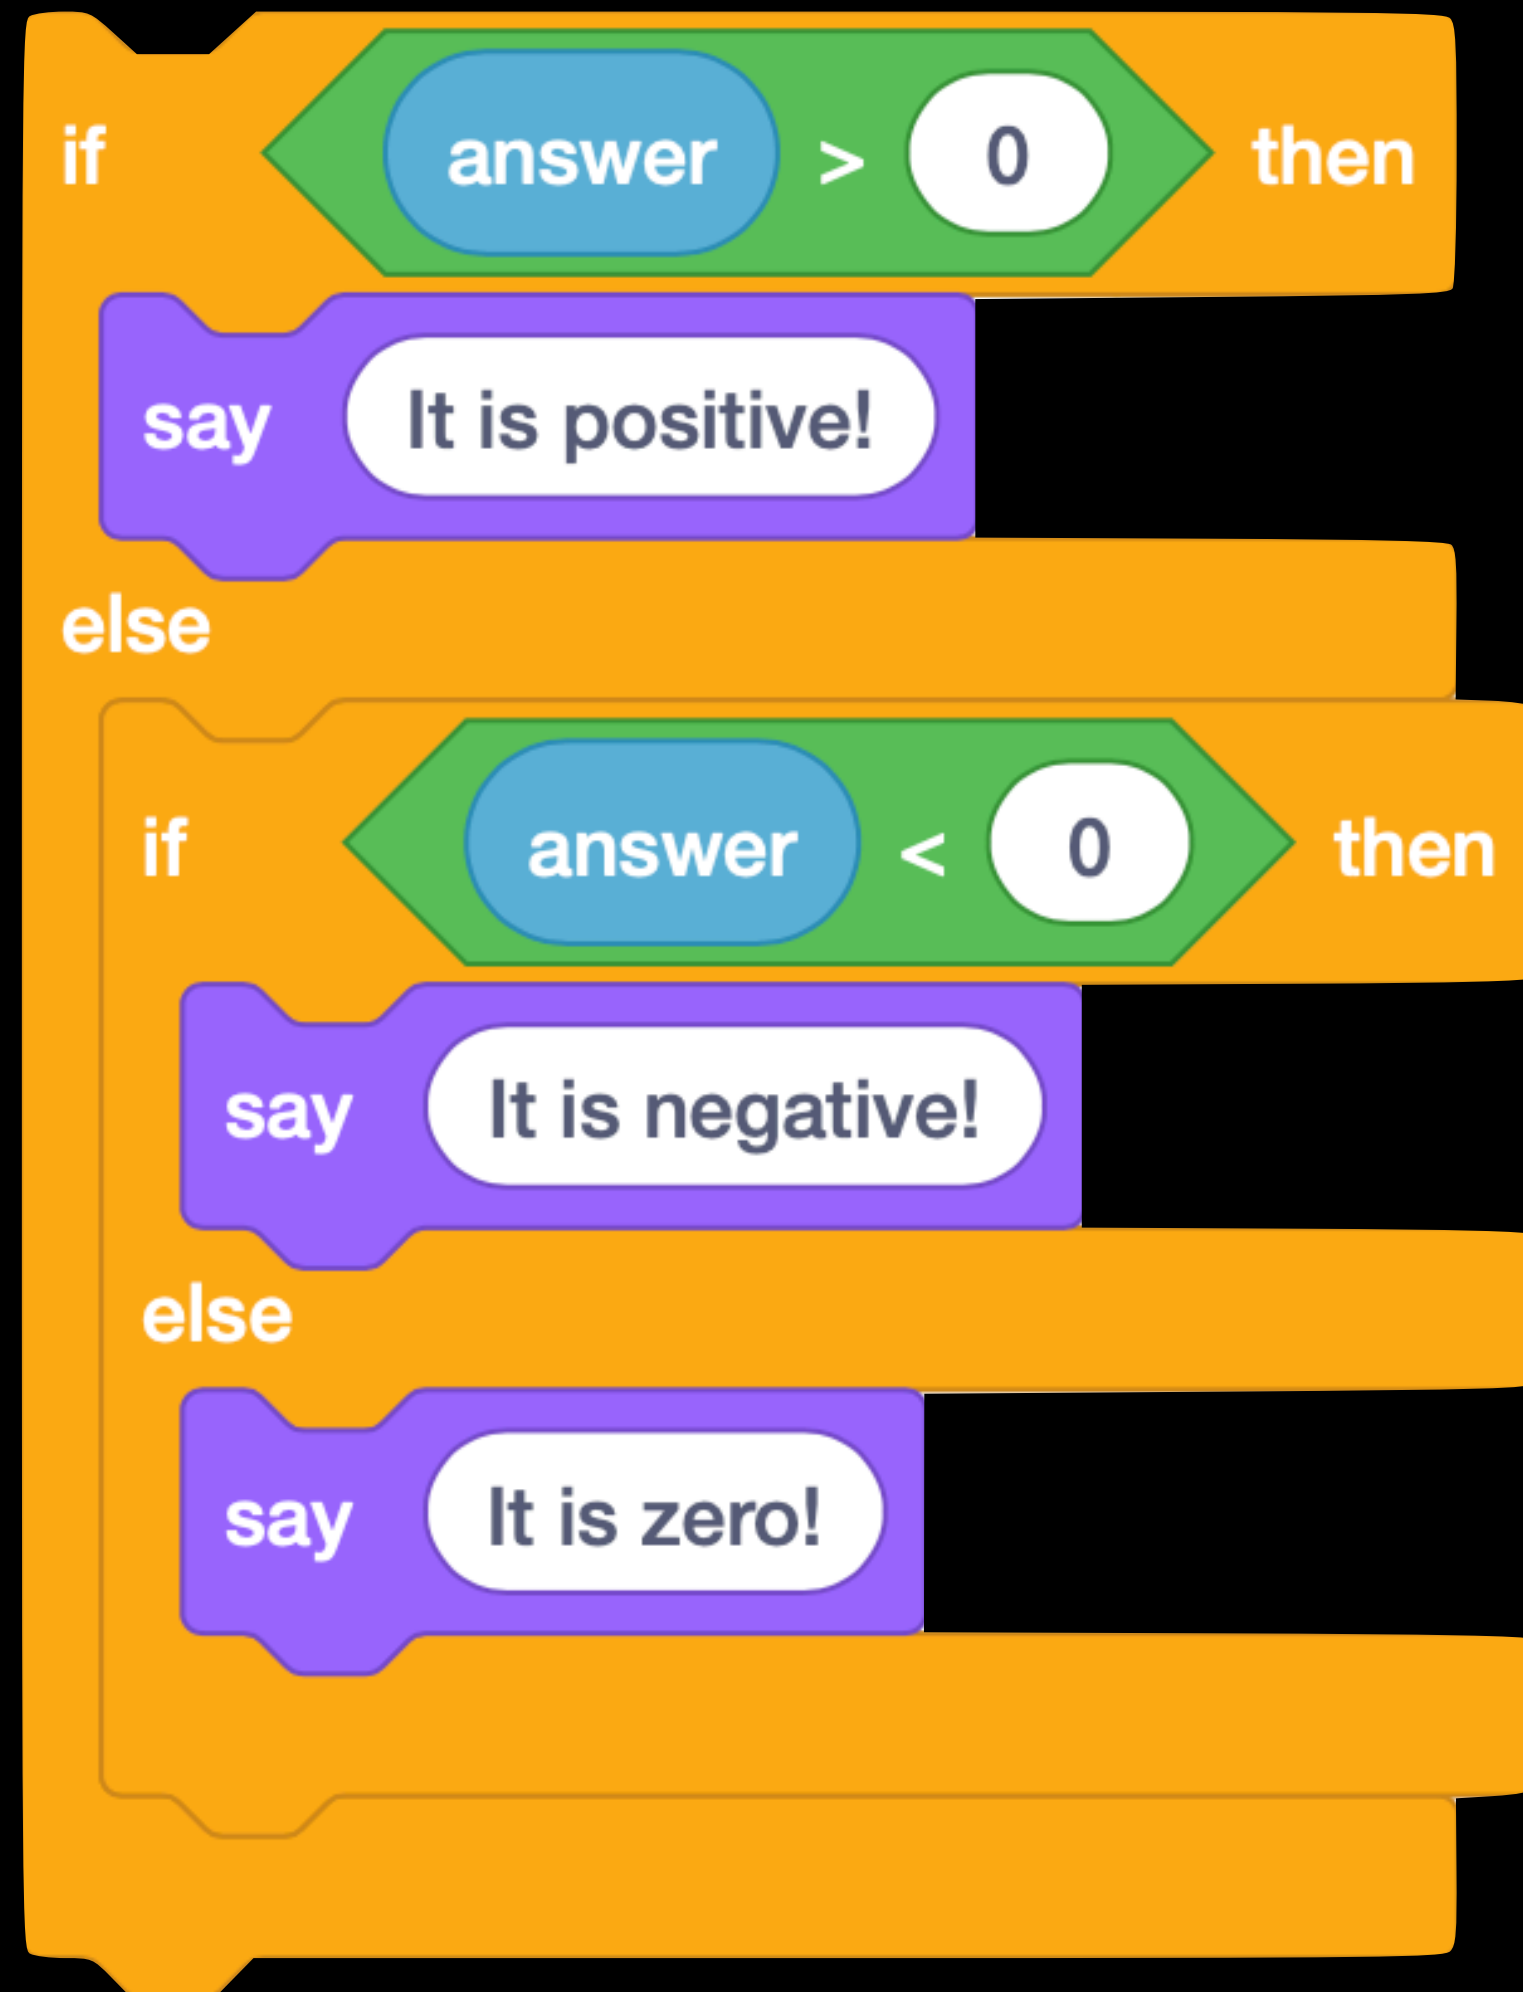 if answer > 0 then
say It is positive!
else
if answer < 0 then
say It is negative!
else
say It is zero!